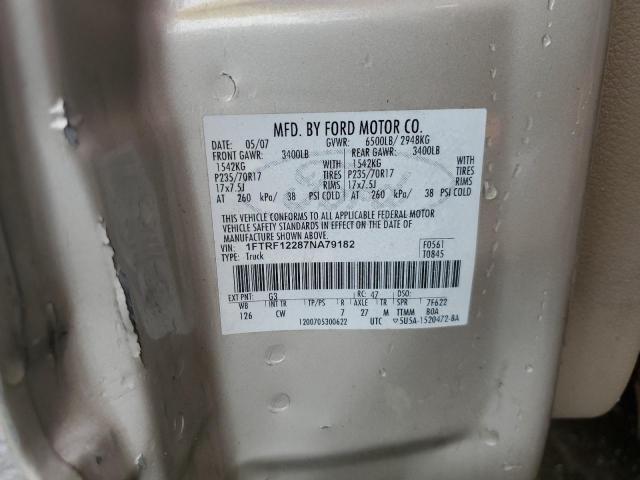 MFD. BY FORD MOTOR CO.
DATE: 05/07 GVWR: 6500LB/ 2948KG
FRONT GAWR: 3400LB REAR GAWR: 3400LB
1542KG WITH 1542KG WITH
P235/70R17 TIRES P235/70R17 TIRES
17x7.5J RIMS 17x7.5J RIMS
AT 260 kPa/ 38 PSI COLD AT 260 kPa/ 38 PSI COLD
THIS VEHICLE CONFORMS TO ALL APPLICABLE FEDERAL MOTOR
VEHICLE SAFETY STANDARDS IN EFFECT ON THE DATE OF
MANUFACTURE SHOWN ABOVE.
VIN: 1FTRF12287NA79182 F0561
TYPE: Truck T0845
EXT PNT: G3 RC: 47 DSO:
WB INT TR TP/PS R AXLE TR SPR 7F622
126 CW 7 27 M TTMM BOA
1200705300622 UTC ▽5U5A-1520472-BA